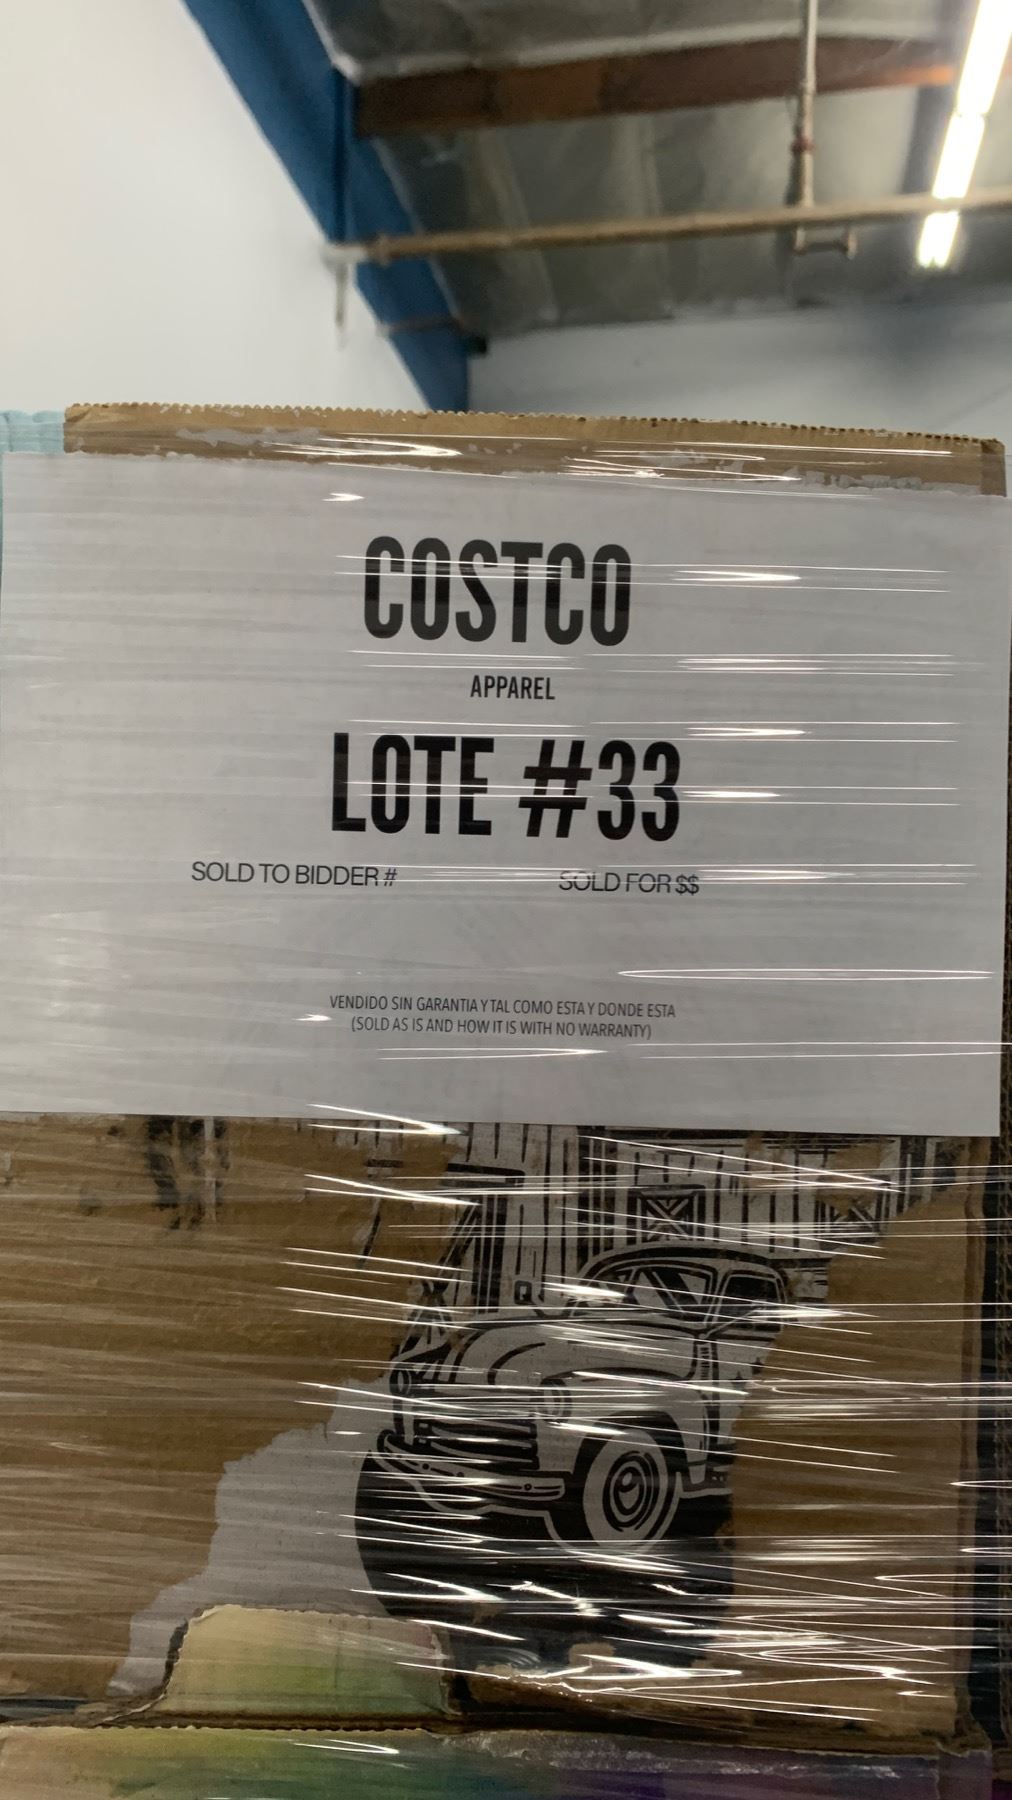 COSTCO
APPAREL
LOTE #33
SOLD TO BIDDER # SOLD FOR $$
VENDIDO SIN GARANTIA Y TAL COMO ESTA Y DONDE ESTA
(SOLD AS IS AND HOW IT IS WITH NO WARRANTY)